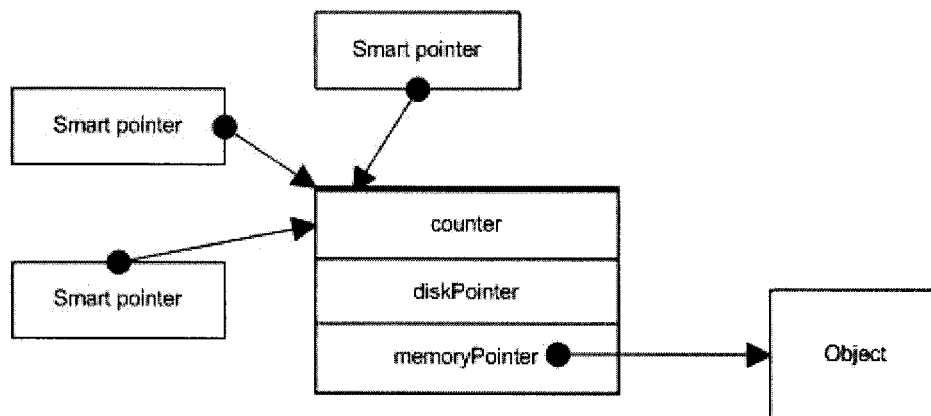 Smart pointer
Smart pointer
Smart pointer
counter
diskPointer
memoryPointer
Object